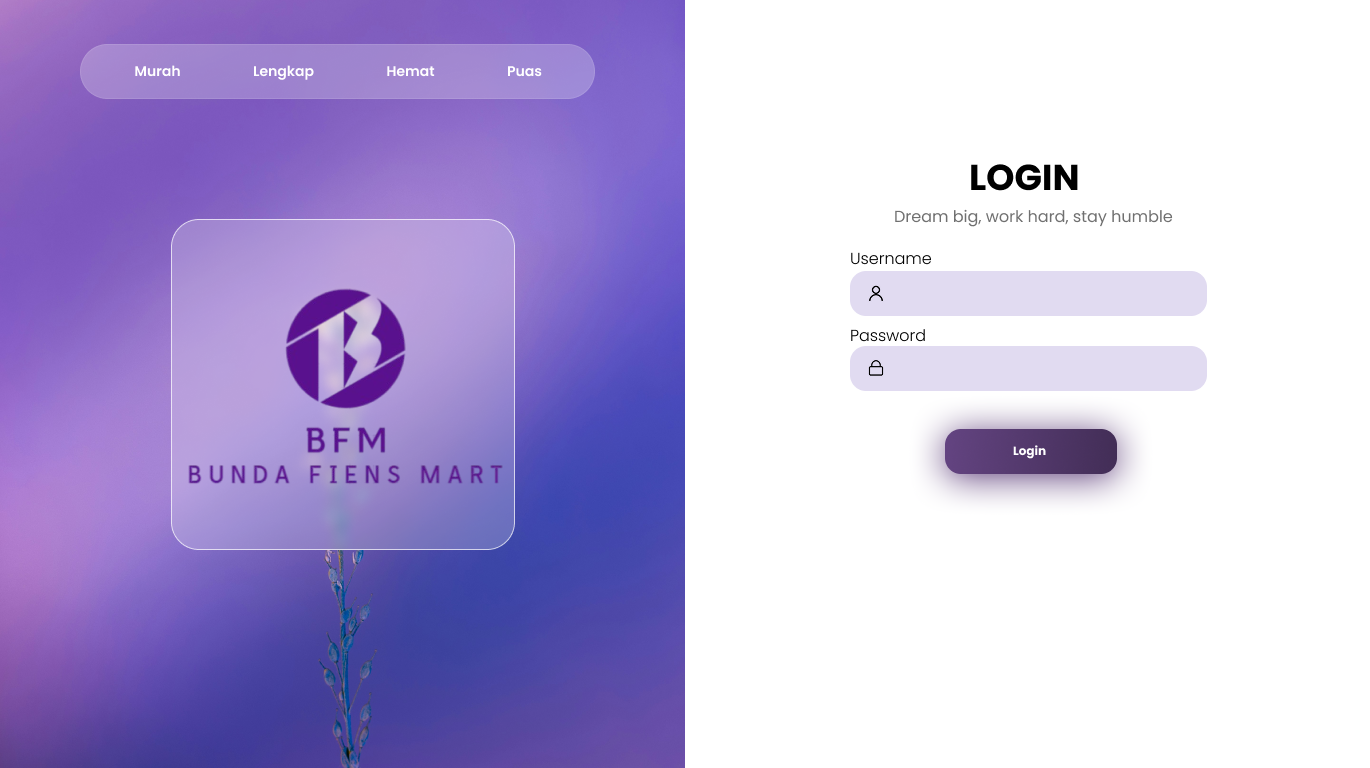 Murah Lengkap Hemat Puas
BFM
BUNDA FIENS MART
LOGIN
Dream big, work hard, stay humble
Username
Password
Login